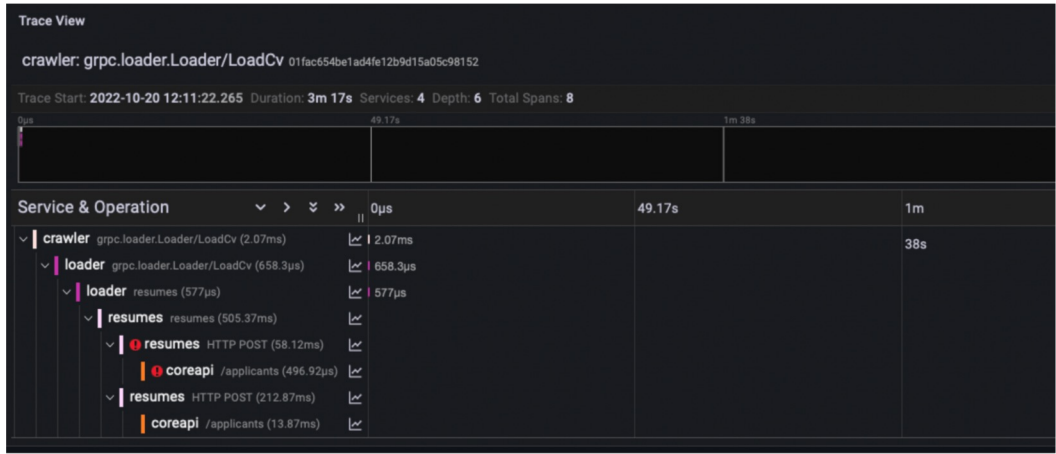 Trace View
crawler: grpc.loader.Loader/LoadCv 01fac654be1ad4fe12b9d15a05c98152
Trace Start: 2022-10-20 12:11:22.265 Duration: 3m 17s Services: 4 Depth: 6 Total Spans: 8
0μs 49.17s 1m 38s
Service & Operation 0μs 49.17s 1m 38s
crawler grpc.loader.Loader/LoadCv (2.07ms) 2.07ms
loader grpc.loader.Loader/LoadCv (658.3μs) 658.3μs
loader resumes (577μs) 577μs
resumes resumes (505.37ms)
resumes HTTP POST (58.12ms)
coreapi /applicants (496.92μs)
resumes HTTP POST (212.87ms)
coreapi /applicants (13.87ms)